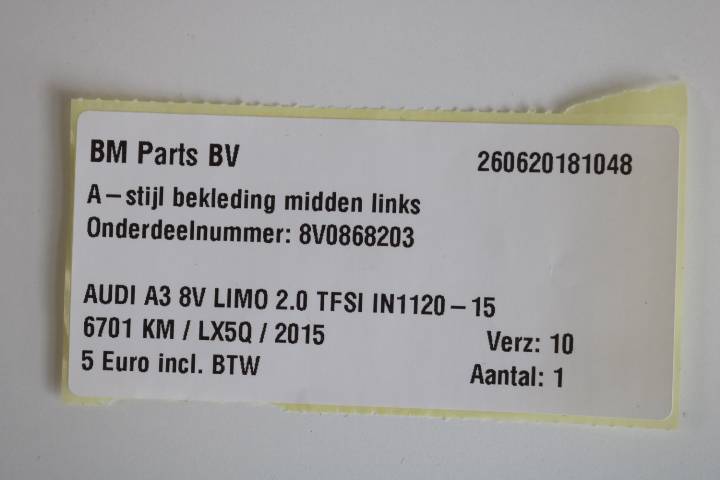 BM Parts BV 260620181048
A-stijl bekleding midden links
Onderdeelnummer: 8V0868203
AUDI A3 8V LIMO 2.0 TFSI IN1120-15
6701 KM / LX5Q / 2015 Verz: 10
5 Euro incl. BTW Aantal: 1